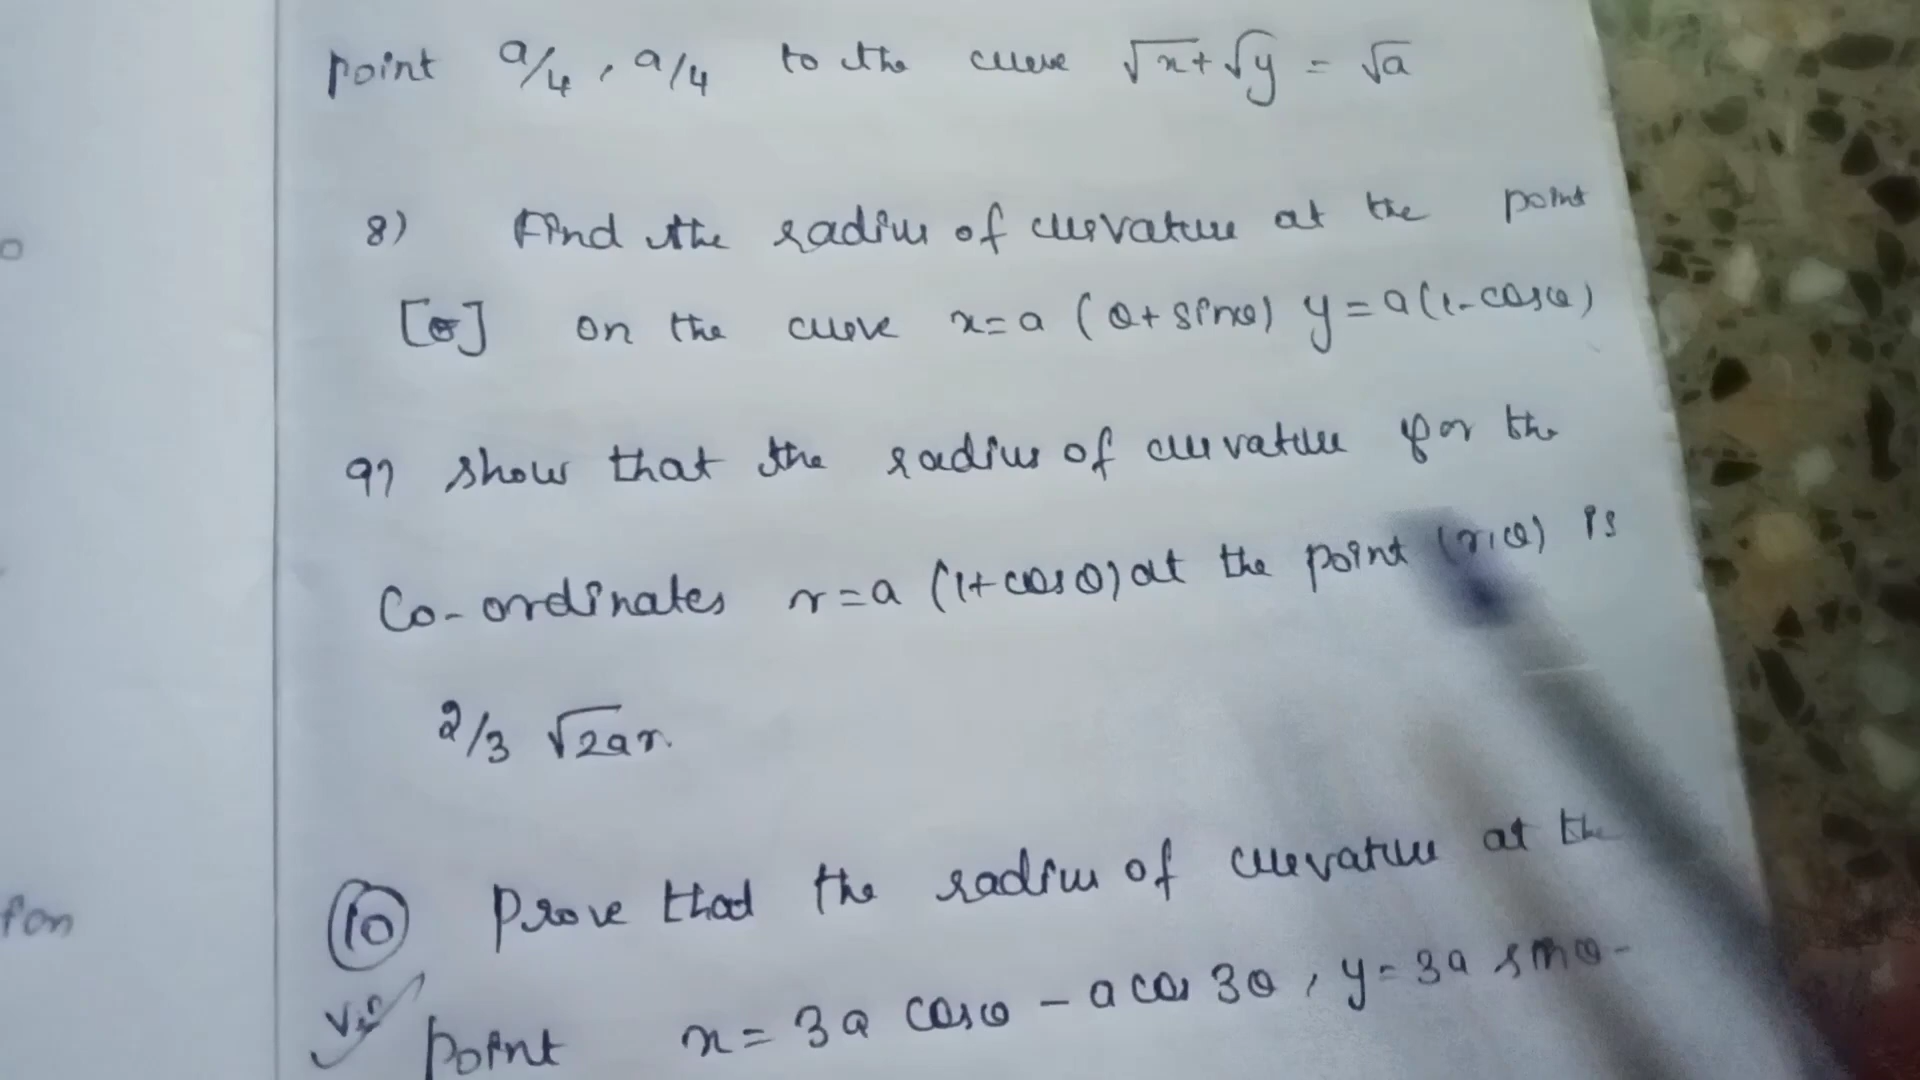 point a/4, a/4 to the curve √x+√y = √a
8) Find the radius of curvature at the point
[θ] on the curve x=a (θ+sinθ) y=a(1-cosθ)
9) show that the radius of curvature for the
Co-ordinates r=a (1+cosθ) at the point (r,θ) is
2/3 √2ar.
10 Prove that the radius of curvature at the
point x = 3a cosθ - a cos 3θ, y = 3a sinθ-